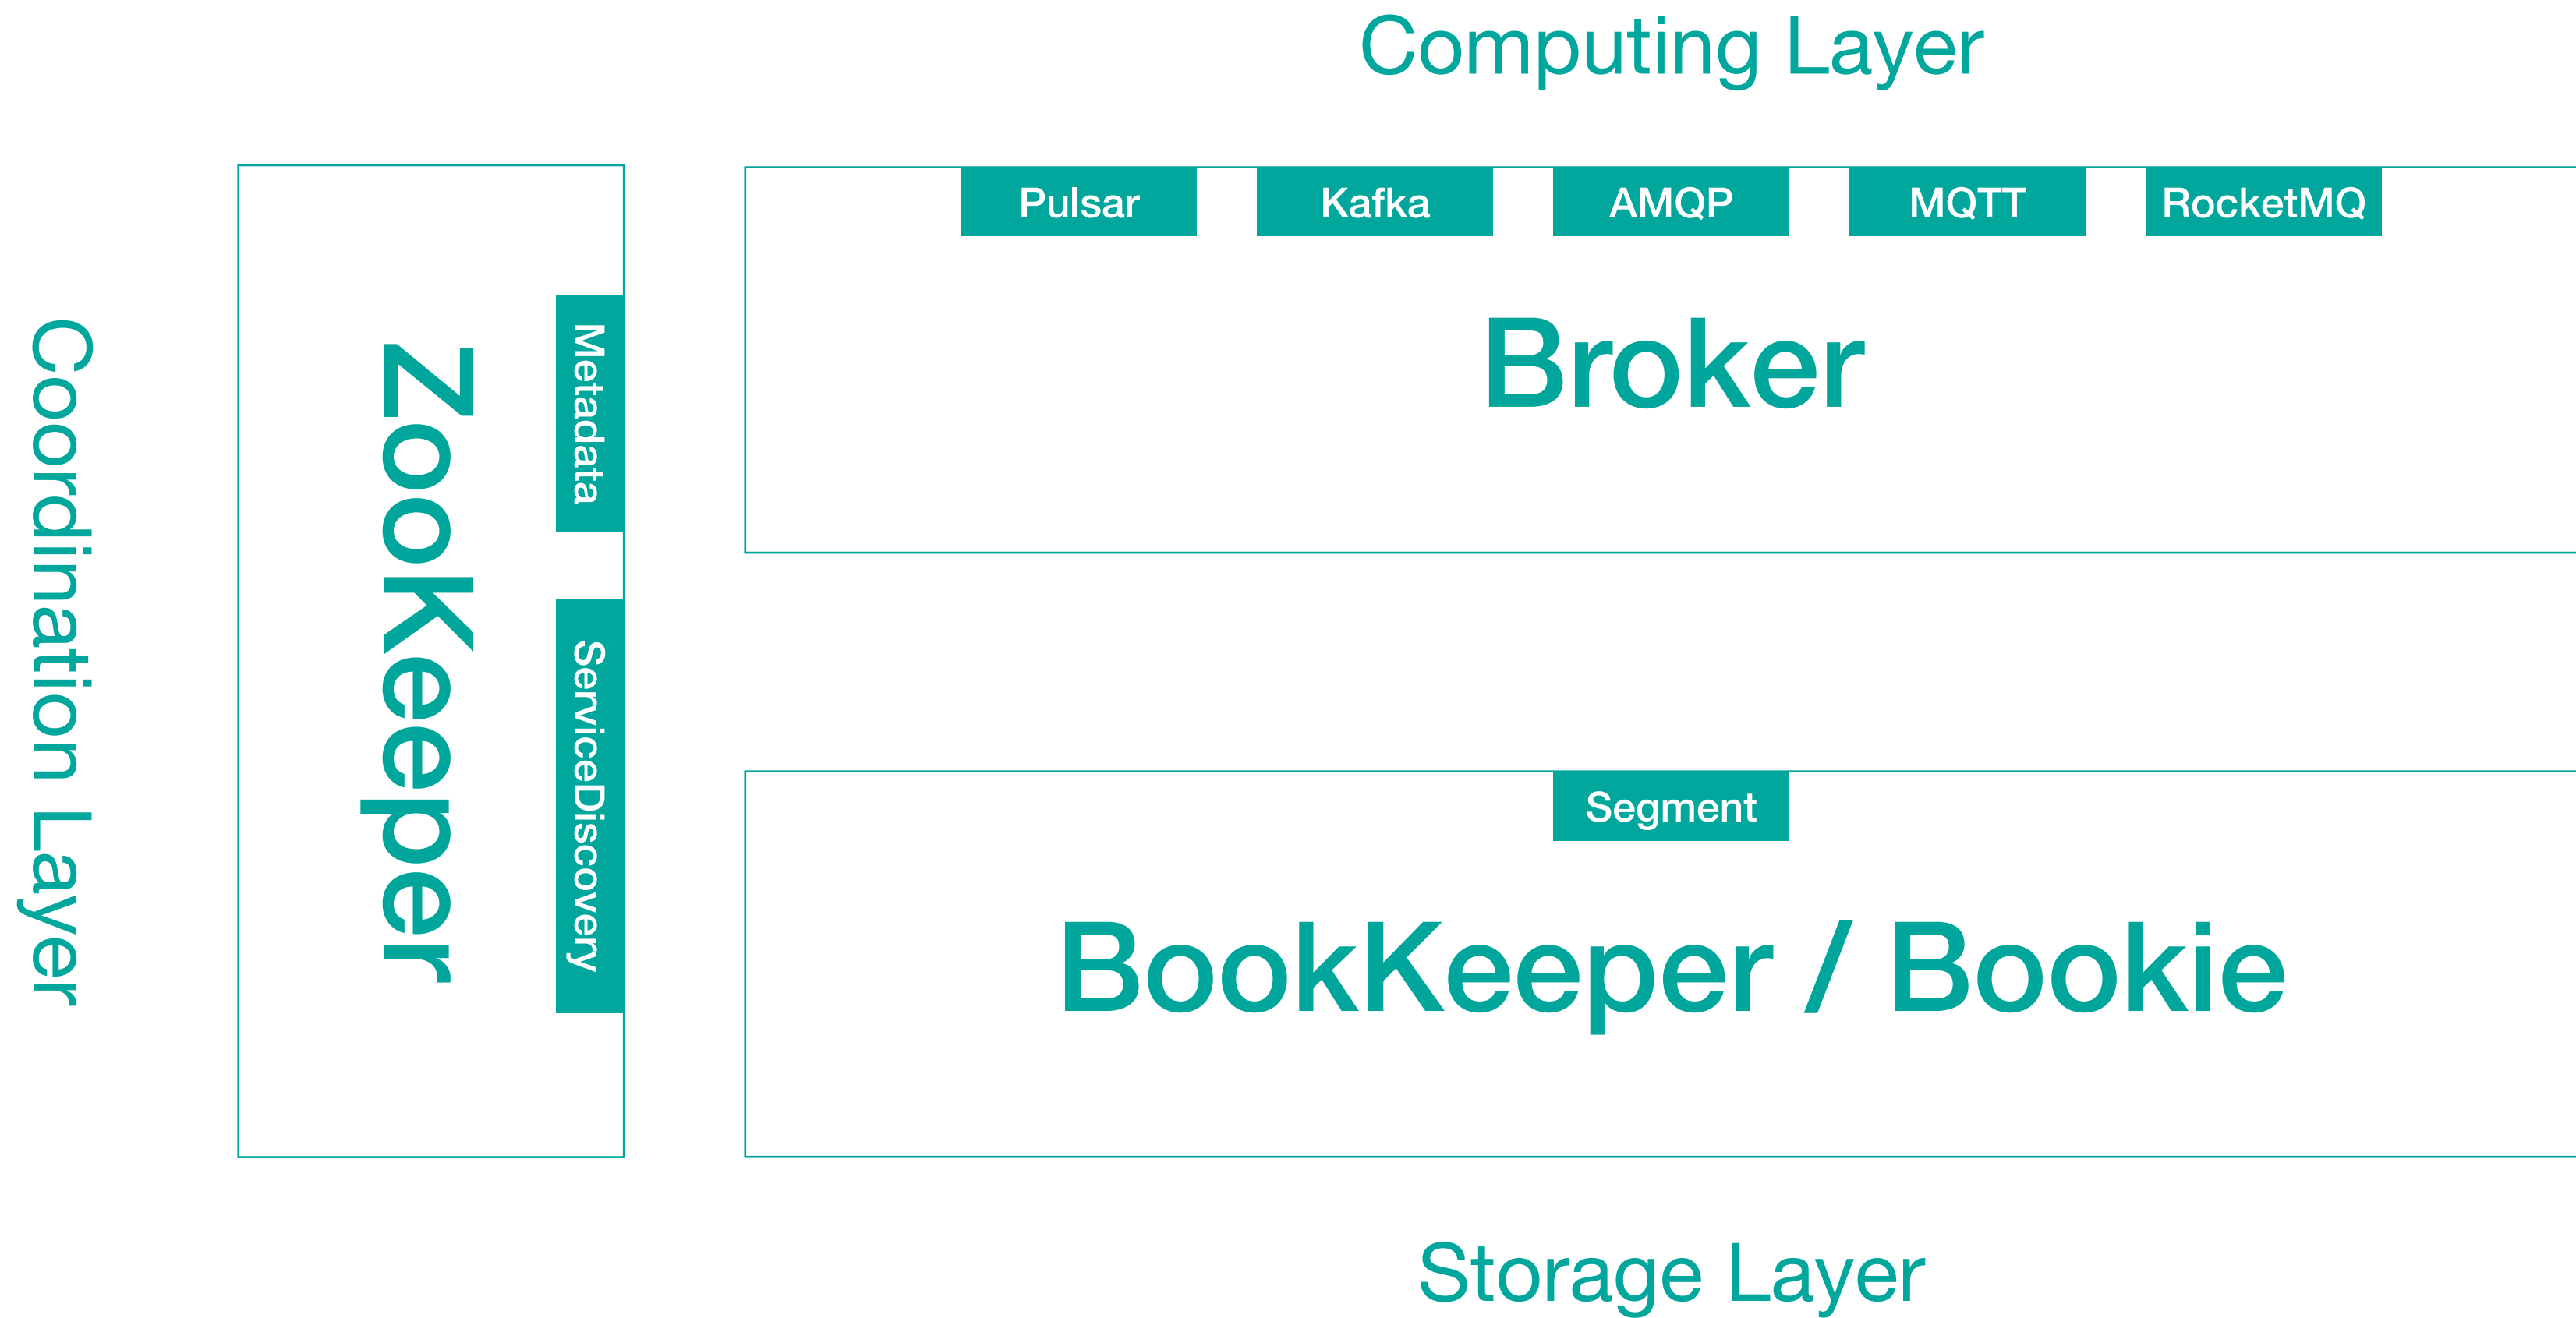 Computing Layer
Pulsar
Kafka
AMQP
MQTT
RocketMQ
Broker
Coordination Layer
ZooKeeper
Metadata
ServiceDiscovery
Segment
BookKeeper / Bookie
Storage Layer